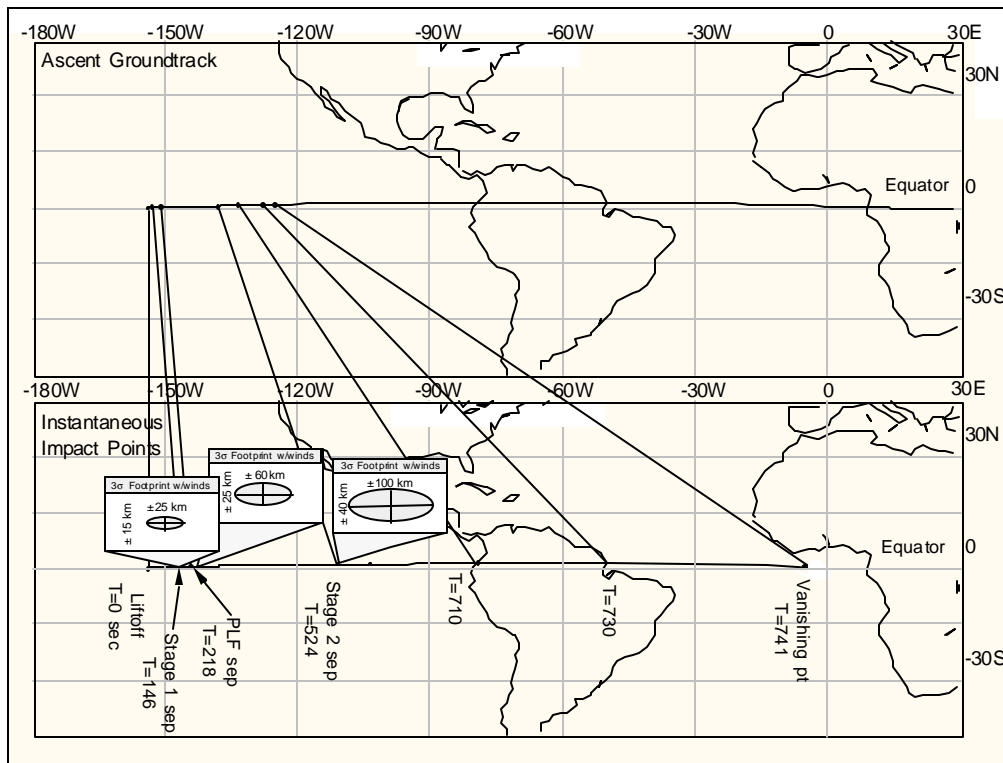 -180W -150W -120W -90W -60W -30W 0 30E
Ascent Groundtrack
30N
Equator 0
-30S
-180W -150W -120W -90W -60W -30W 0 30E
Instantaneous
Impact Points
30N
3σ Footprint w/winds
± 60 km
± 25 km
3σ Footprint w/winds
±100 km
± 40 km
3σ Footprint w/winds
±25 km
± 15 km
Equator 0
Liftoff
T=0 sec
Stage 1 sep
T=146
PLF sep
T=218
Stage 2 sep
T=524
T=710
T=730
Vanishing pt
T=741
-30S